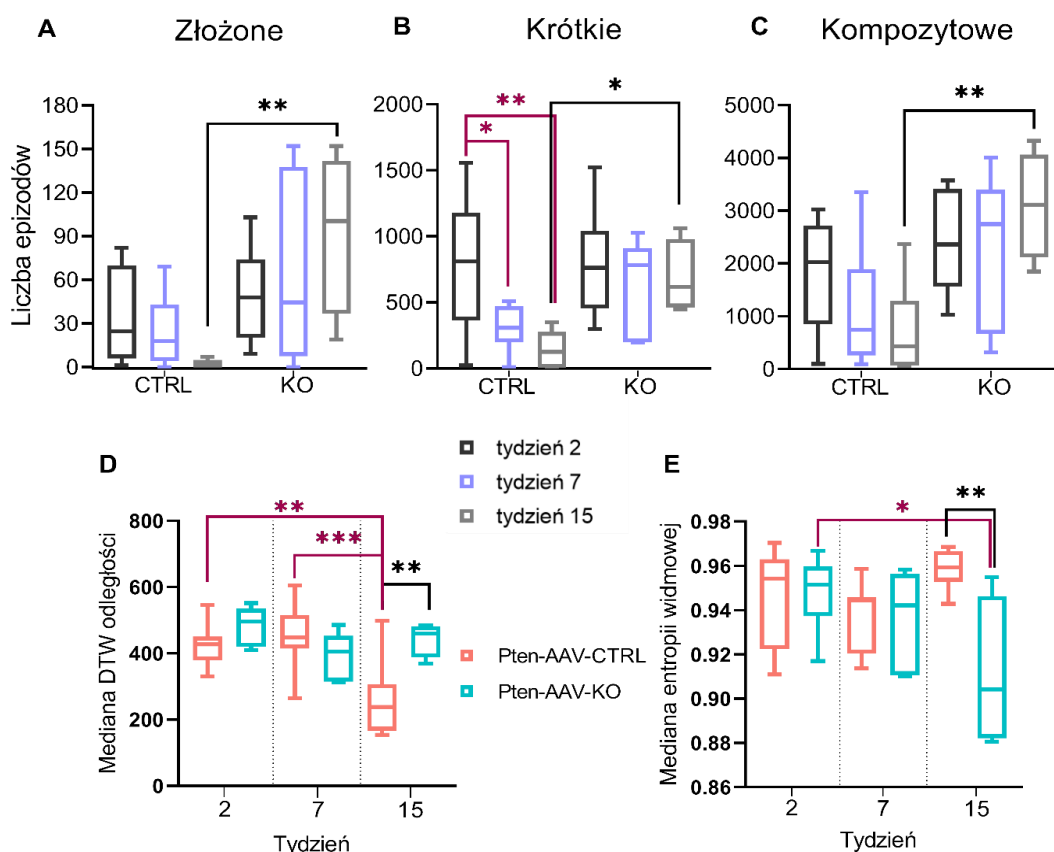 A Złożone
B Krótkie
C Kompozytowe
Liczba epizodów
180
150
120
90
60
30
0
**
CTRL KO
2000
1500
1000
500
0
**
*
*
CTRL KO
5000
4000
3000
2000
1000
0
**
CTRL KO
tydzień 2
tydzień 7
tydzień 15
D
Mediana DTW odległości
800
600
400
200
0
**
***
**
2 7 15
Tydzień
Pten-AAV-CTRL
Pten-AAV-KO
E
Mediana entropii widmowej
0.98
0.96
0.94
0.92
0.90
0.88
0.86
*
**
2 7 15
Tydzień